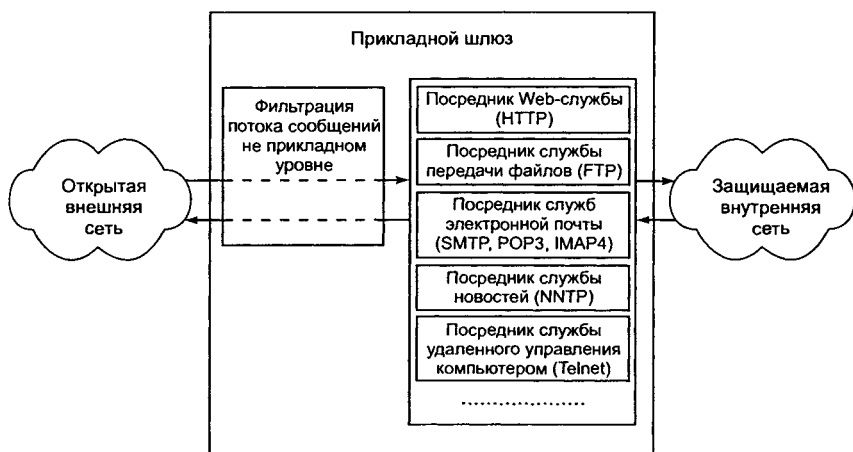 Прикладной шлюз
Фильтрация
потока сообщений
не прикладном
уровне
Посредник Web-службы
(HTTP)
Посредник службы
передачи файлов (FTP)
Посредник служб
электронной почты
(SMTP, POP3, IMAP4)
Посредник службы
новостей (NNTP)
Посредник службы
удаленного управления
компьютером (Telnet)
....................
Открытая
внешняя
сеть
Защищаемая
внутренняя
сеть